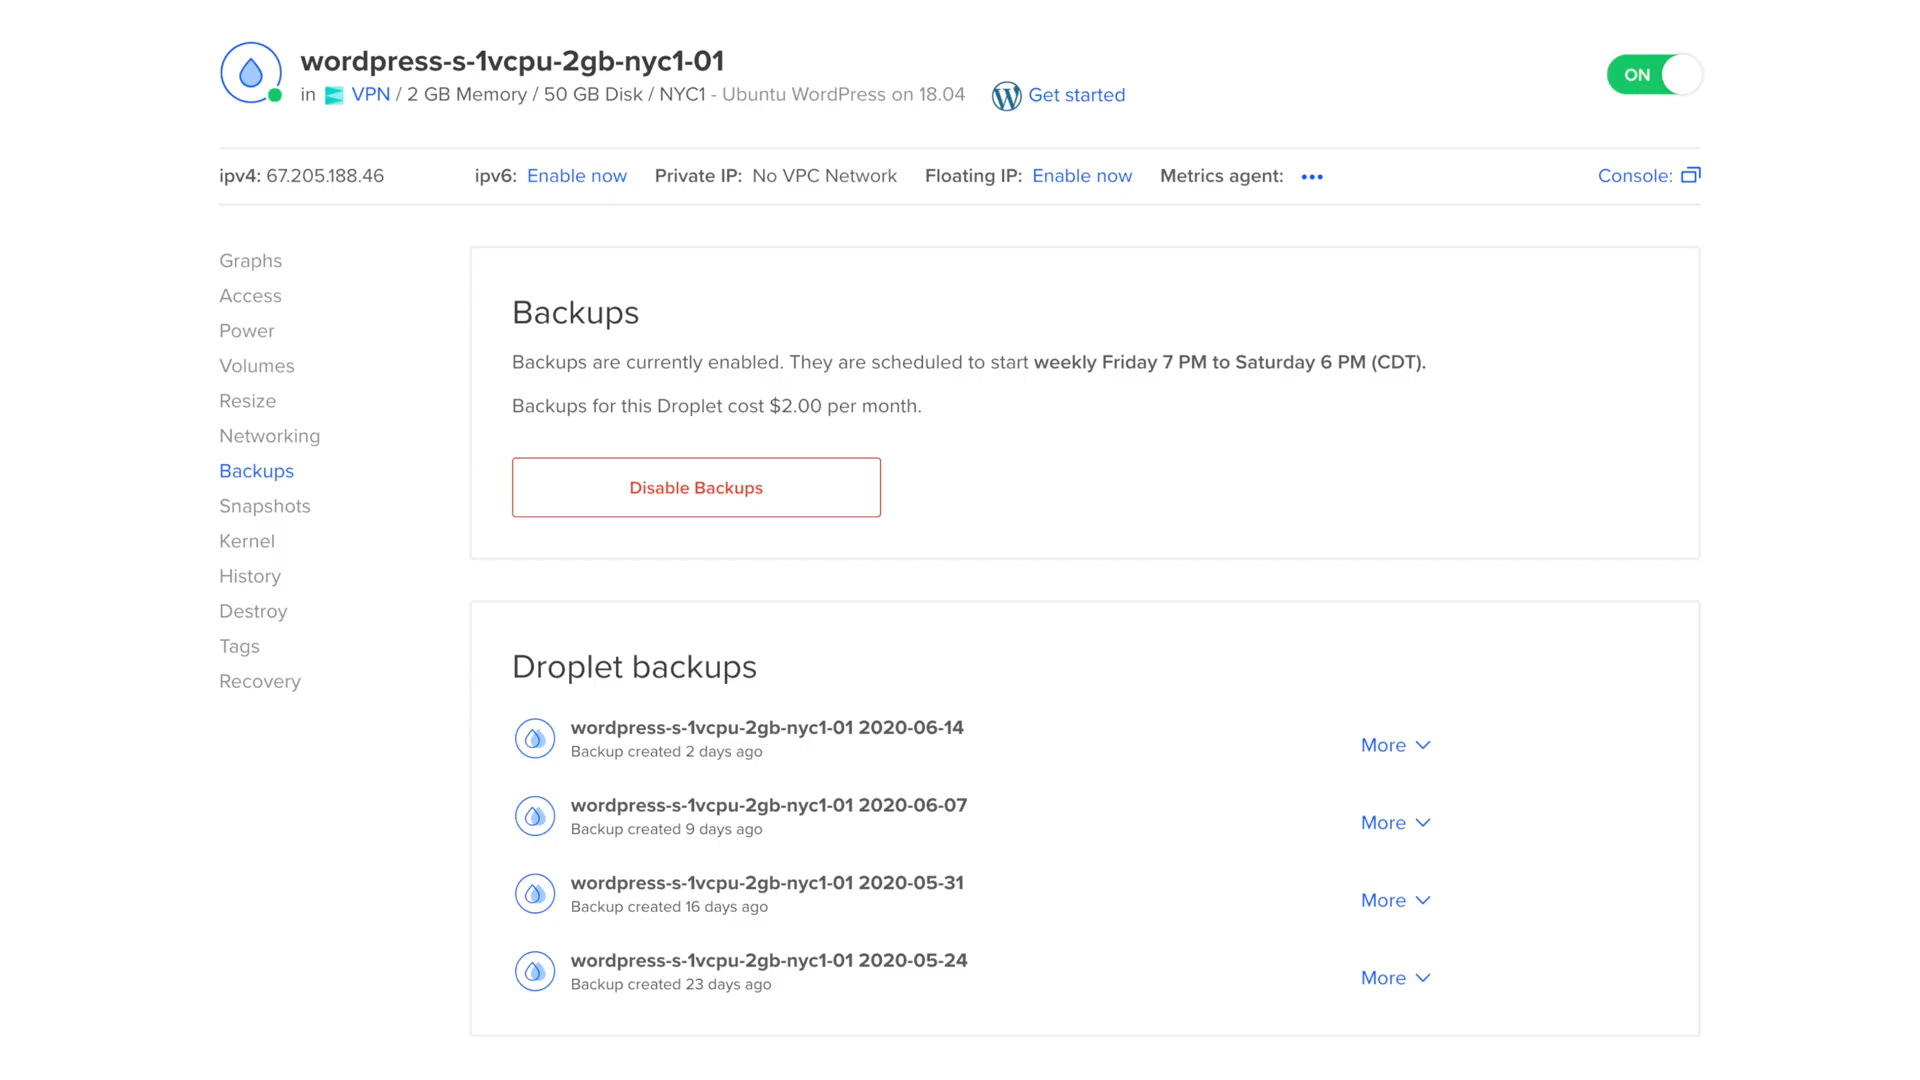 wordpress-s-1vcpu-2gb-nyc1-01
in VPN / 2 GB Memory / 50 GB Disk / NYC1 - Ubuntu WordPress on 18.04
Get started
ON
ipv4: 67.205.188.46
ipv6: Enable now
Private IP: No VPC Network
Floating IP: Enable now
Metrics agent: •••
Console:
Graphs
Access
Power
Volumes
Resize
Networking
Backups
Snapshots
Kernel
History
Destroy
Tags
Recovery
Backups
Backups are currently enabled. They are scheduled to start weekly Friday 7 PM to Saturday 6 PM (CDT).
Backups for this Droplet cost $2.00 per month.
Disable Backups
Droplet backups
wordpress-s-1vcpu-2gb-nyc1-01 2020-06-14
Backup created 2 days ago
More
wordpress-s-1vcpu-2gb-nyc1-01 2020-06-07
Backup created 9 days ago
More
wordpress-s-1vcpu-2gb-nyc1-01 2020-05-31
Backup created 16 days ago
More
wordpress-s-1vcpu-2gb-nyc1-01 2020-05-24
Backup created 23 days ago
More